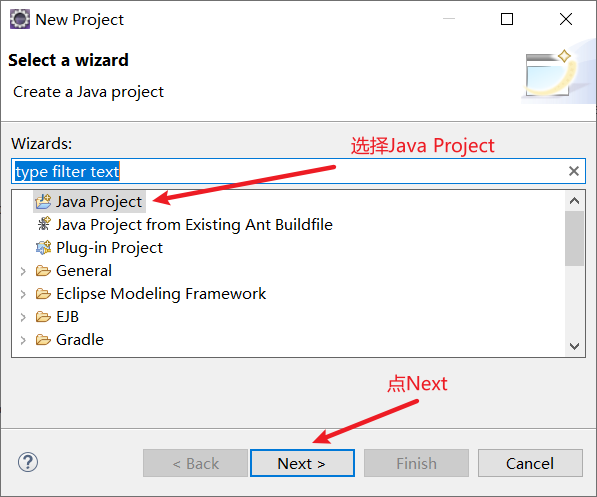 New Project
Select a wizard
Create a Java project
Wizards:
选择Java Project
type filter text
Java Project
Java Project from Existing Ant Buildfile
Plug-in Project
General
Eclipse Modeling Framework
EJB
Gradle
点Next
?
< Back
Next >
Finish
Cancel